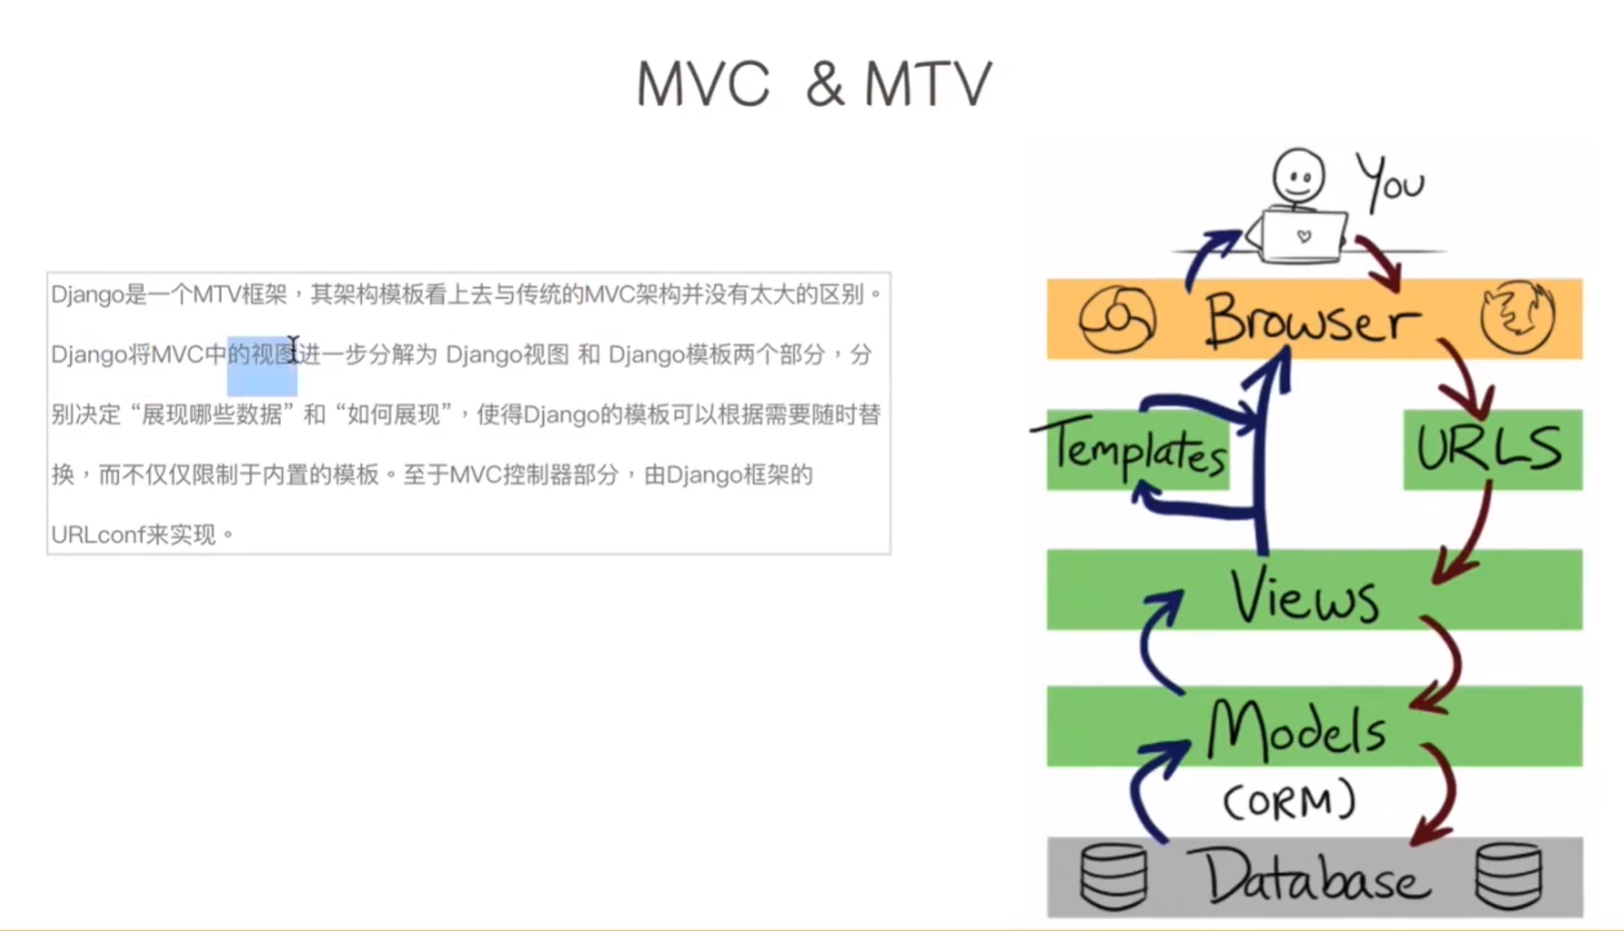 MVC & MTV
You
Django是一个MTV框架，其架构模板看上去与传统的MVC架构并没有太大的区别。
Django将MVC中的视图进一步分解为 Django视图 和 Django模板两个部分，分
别决定 “展现哪些数据” 和 “如何展现”，使得Django的模板可以根据需要随时替
换，而不仅仅限制于内置的模板。至于MVC控制器部分，由Django框架的
URLconf来实现。
Browser
Templates
URLS
Views
Models
(ORM)
Database